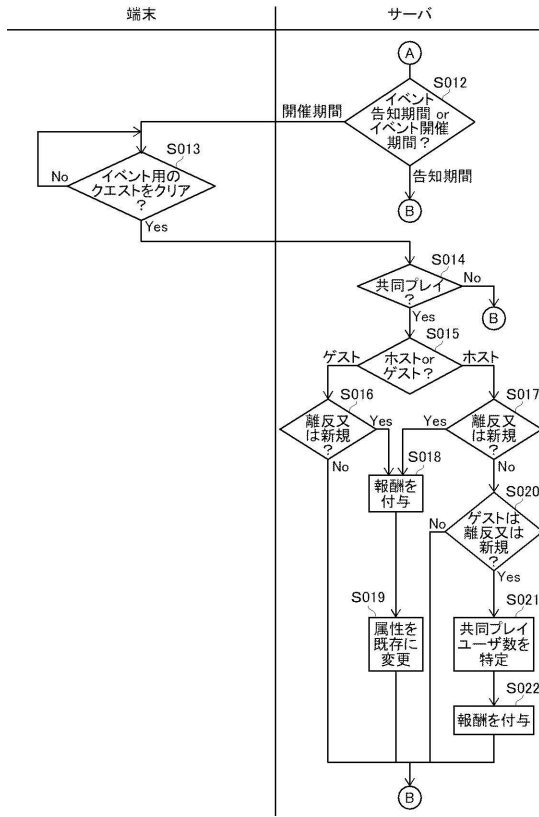 端末
サーバ
A
S012
イベント
告知期間 or
イベント開催
期間?
開催期間
告知期間
B
S013
イベント用の
クエストをクリア
?
No
Yes
S014
共同プレイ
?
No
B
Yes
S015
ホストor
ゲスト?
ゲスト
ホスト
S016
離反又
は新規
?
Yes
No
S017
離反又
は新規
?
Yes
No
S018
報酬を
付与
S020
ゲストは
離反又は
新規
?
No
Yes
S019
属性を
既存に
変更
S021
共同プレイ
ユーザ数を
特定
S022
報酬を付与
B